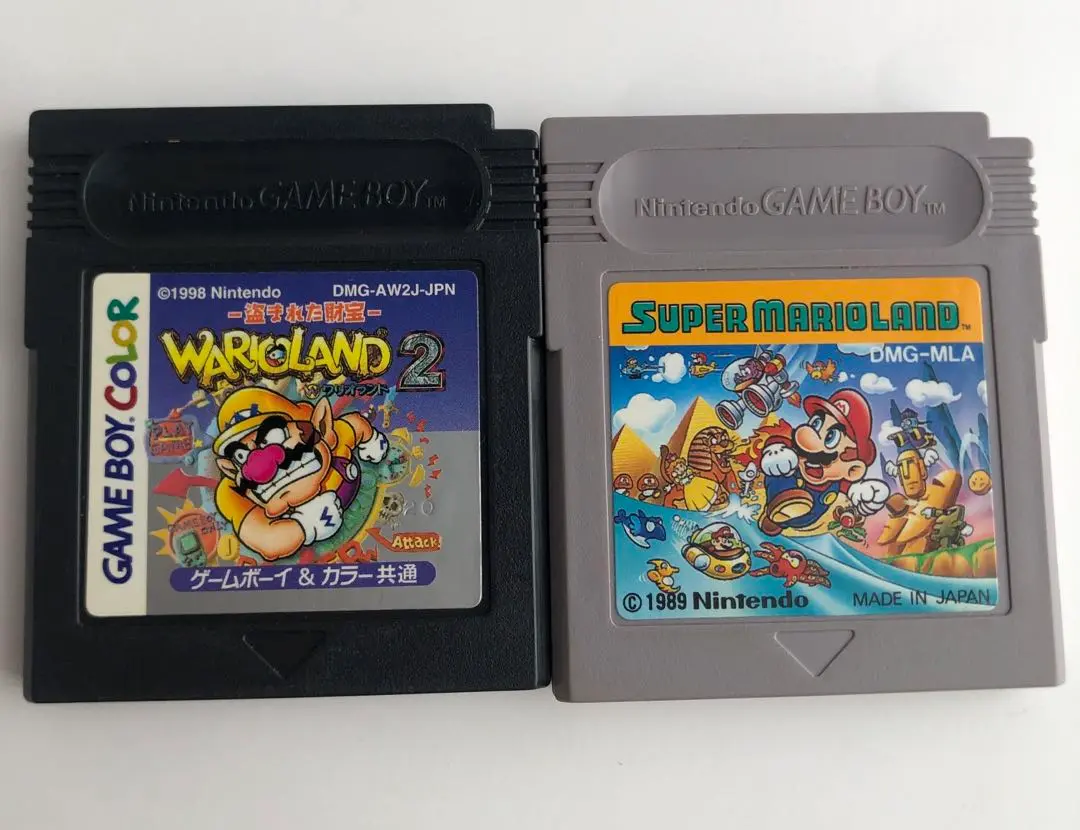 Nintendo GAME BOY TM
GAME BOY COLOR
©1998 Nintendo DMG-AW2J-JPN
-盗まれた財宝-
WARIOLAND 2
ワリオランド
20
Attack!
ゲームボーイ & カラー共通
Nintendo GAME BOY TM
SUPER MARIOLAND TM
DMG-MLA
© 1989 Nintendo MADE IN JAPAN